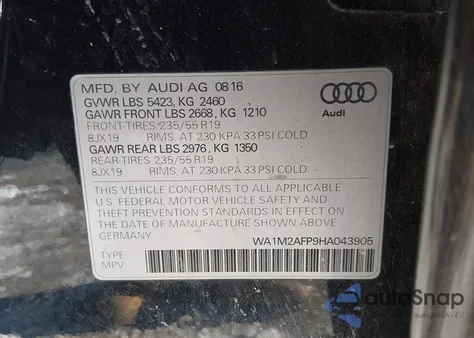 MFD. BY AUDI AG 08 16
GVWR LBS 5423, KG 2460
GAWR FRONT LBS 2668, KG 1210
FRONT-TIRES: 235/55 R19
8JX19 RIMS, AT 230 KPA 33 PSI COLD
GAWR REAR LBS 2976, KG 1350
REAR-TIRES: 235/55 R19
8JX19 RIMS, AT 230 KPA 33 PSI COLD
Audi
THIS VEHICLE CONFORMS TO ALL APPLICABLE
U.S FEDERAL MOTOR VEHICLE SAFETY AND
THEFT PREVENTION STANDARDS IN EFFECT ON
THE DATE OF MANUFACTURE SHOWN ABOVE
GERMANY
WA1M2AFP9HA043905
TYPE
MPV
autoSnap